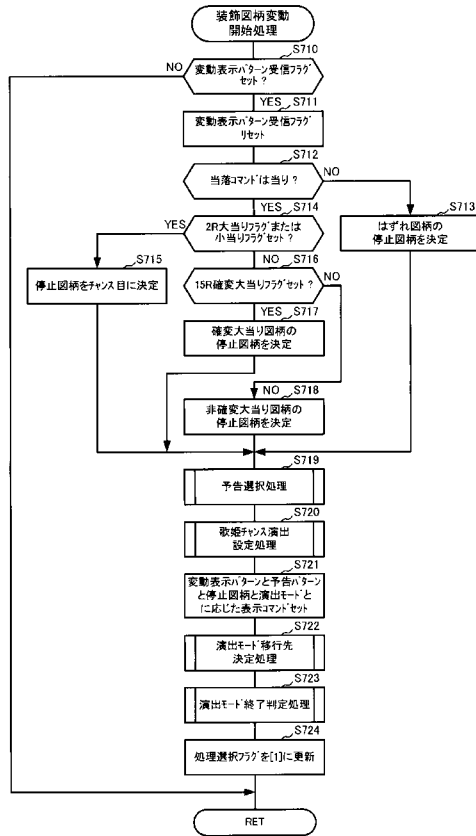 装飾図柄変動
開始処理
S710
NO
変動表示パターン受信フラグ
セット？
YES
S711
変動表示パターン受信フラグ
リセット
S712
当落コマンドは当り？
NO
YES
S714
S713
YES
2R大当りフラグまたは
小当りフラグセット？
はずれ図柄の
停止図柄を決定
S715
NO
S716
NO
停止図柄をチャンス目に決定
15R確変大当りフラグセット？
YES
S717
確変大当り図柄の
停止図柄を決定
NO
S718
非確変大当り図柄の
停止図柄を決定
S719
予告選択処理
S720
歌姫チャンス演出
設定処理
S721
変動表示パターンと予告パターン
と停止図柄と演出モードと
に応じた表示コマンドセット
S722
演出モード移行先
決定処理
S723
演出モード終了判定処理
S724
処理選択フラグを[1]に更新
RET